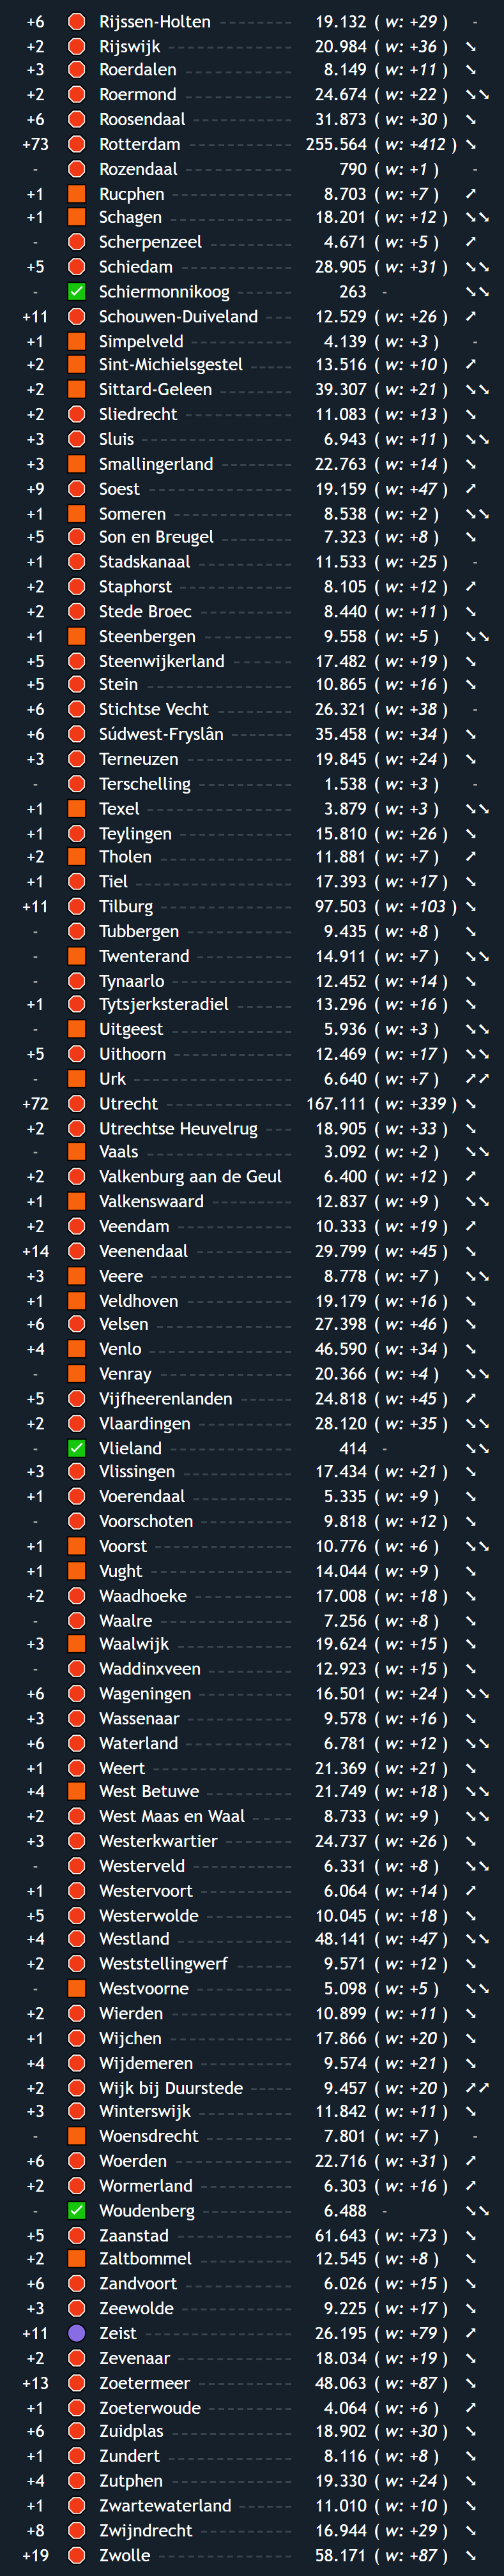 +6 Rijssen-Holten 19.132 ( w: +29 ) -
+2 Rijswijk 20.984 ( w: +36 ) ➘
+3 Roerdalen 8.149 ( w: +11 ) ➘
+2 Roermond 24.674 ( w: +22 ) ➘➘
+6 Roosendaal 31.873 ( w: +30 ) ➘
+73 Rotterdam 255.564 ( w: +412 ) ➘
- Rozendaal 790 ( w: +1 ) -
+1 Rucphen 8.703 ( w: +7 ) ➚
+1 Schagen 18.201 ( w: +12 ) ➘➘
- Scherpenzeel 4.671 ( w: +5 ) ➚
+5 Schiedam 28.905 ( w: +31 ) ➘➘
- Schiermonnikoog 263 - ➘➘
+11 Schouwen-Duiveland 12.529 ( w: +26 ) ➚
+1 Simpelveld 4.139 ( w: +3 ) -
+2 Sint-Michielsgestel 13.516 ( w: +10 ) ➚
+2 Sittard-Geleen 39.307 ( w: +21 ) ➘➘
+2 Sliedrecht 11.083 ( w: +13 ) ➘
+3 Sluis 6.943 ( w: +11 ) ➘➘
+3 Smallingerland 22.763 ( w: +14 ) ➘
+9 Soest 19.159 ( w: +47 ) ➚
+1 Someren 8.538 ( w: +2 ) ➘➘
+5 Son en Breugel 7.323 ( w: +8 ) ➘
+1 Stadskanaal 11.533 ( w: +25 ) -
+2 Staphorst 8.105 ( w: +12 ) ➚
+2 Stede Broec 8.440 ( w: +11 ) ➘
+1 Steenbergen 9.558 ( w: +5 ) ➘➘
+5 Steenwijkerland 17.482 ( w: +19 ) ➘
+5 Stein 10.865 ( w: +16 ) ➘
+6 Stichtse Vecht 26.321 ( w: +38 ) -
+6 Súdwest-Fryslân 35.458 ( w: +34 ) ➘
+3 Terneuzen 19.845 ( w: +24 ) ➘
- Terschelling 1.538 ( w: +3 ) -
+1 Texel 3.879 ( w: +3 ) ➘➘
+1 Teylingen 15.810 ( w: +26 ) ➘
+2 Tholen 11.881 ( w: +7 ) ➚
+1 Tiel 17.393 ( w: +17 ) ➘
+11 Tilburg 97.503 ( w: +103 ) ➘
- Tubbergen 9.435 ( w: +8 ) ➘
- Twenterand 14.911 ( w: +7 ) ➘➘
- Tynaarlo 12.452 ( w: +14 ) ➘
+1 Tytsjerksteradiel 13.296 ( w: +16 ) ➘
- Uitgeest 5.936 ( w: +3 ) ➘➘
+5 Uithoorn 12.469 ( w: +17 ) ➘➘
- Urk 6.640 ( w: +7 ) ➚➚
+72 Utrecht 167.111 ( w: +339 ) ➘
+2 Utrechtse Heuvelrug 18.905 ( w: +33 ) ➘
- Vaals 3.092 ( w: +2 ) ➘➘
+2 Valkenburg aan de Geul 6.400 ( w: +12 ) ➚
+1 Valkenswaard 12.837 ( w: +9 ) ➘➘
+2 Veendam 10.333 ( w: +19 ) ➚
+14 Veenendaal 29.799 ( w: +45 ) ➘
+3 Veere 8.778 ( w: +7 ) ➘➘
+1 Veldhoven 19.179 ( w: +16 ) ➘
+6 Velsen 27.398 ( w: +46 ) ➘
+4 Venlo 46.590 ( w: +34 ) ➘
- Venray 20.366 ( w: +4 ) ➘➘
+5 Vijfheerenlanden 24.818 ( w: +45 ) ➚
+2 Vlaardingen 28.120 ( w: +35 ) ➘➘
- Vlieland 414 - ➘➘
+3 Vlissingen 17.434 ( w: +21 ) ➘
+1 Voerendaal 5.335 ( w: +9 ) ➘
- Voorschoten 9.818 ( w: +12 ) ➘
+1 Voorst 10.776 ( w: +6 ) ➘➘
+1 Vught 14.044 ( w: +9 ) ➘
+2 Waadhoeke 17.008 ( w: +18 ) ➘
- Waalre 7.256 ( w: +8 ) ➘
+3 Waalwijk 19.624 ( w: +15 ) ➘
- Waddinxveen 12.923 ( w: +15 ) ➘
+6 Wageningen 16.501 ( w: +24 ) ➘➘
+3 Wassenaar 9.578 ( w: +16 ) ➘
+6 Waterland 6.781 ( w: +12 ) ➘➘
+1 Weert 21.369 ( w: +21 ) ➘
+4 West Betuwe 21.749 ( w: +18 ) ➘➘
+2 West Maas en Waal 8.733 ( w: +9 ) ➘➘
+3 Westerkwartier 24.737 ( w: +26 ) ➘
- Westerveld 6.331 ( w: +8 ) ➘➘
+1 Westervoort 6.064 ( w: +14 ) ➚
+5 Westerwolde 10.045 ( w: +18 ) ➘
+4 Westland 48.141 ( w: +47 ) ➘➘
+2 Weststellingwerf 9.571 ( w: +12 ) ➘
- Westvoorne 5.098 ( w: +5 ) ➘➘
+2 Wierden 10.899 ( w: +11 ) ➘
+1 Wijchen 17.866 ( w: +20 ) ➘
+4 Wijdemeren 9.574 ( w: +21 ) ➘
+2 Wijk bij Duurstede 9.457 ( w: +20 ) ➚➚
+3 Winterswijk 11.842 ( w: +11 ) ➘
- Woensdrecht 7.801 ( w: +7 ) -
+6 Woerden 22.716 ( w: +31 ) ➚
+2 Wormerland 6.303 ( w: +16 ) ➚
- Woudenberg 6.488 - ➘➘
+5 Zaanstad 61.643 ( w: +73 ) ➘
+2 Zaltbommel 12.545 ( w: +8 ) ➘
+6 Zandvoort 6.026 ( w: +15 ) ➘
+3 Zeewolde 9.225 ( w: +17 ) ➘
+11 Zeist 26.195 ( w: +79 ) ➚
+2 Zevenaar 18.034 ( w: +19 ) ➘
+13 Zoetermeer 48.063 ( w: +87 ) ➘
+1 Zoeterwoude 4.064 ( w: +6 ) ➚
+6 Zuidplas 18.902 ( w: +30 ) ➘
+1 Zundert 8.116 ( w: +8 ) ➘
+4 Zutphen 19.330 ( w: +24 ) ➘
+1 Zwartewaterland 11.010 ( w: +10 ) ➘
+8 Zwijndrecht 16.944 ( w: +29 ) ➘
+19 Zwolle 58.171 ( w: +87 ) ➘